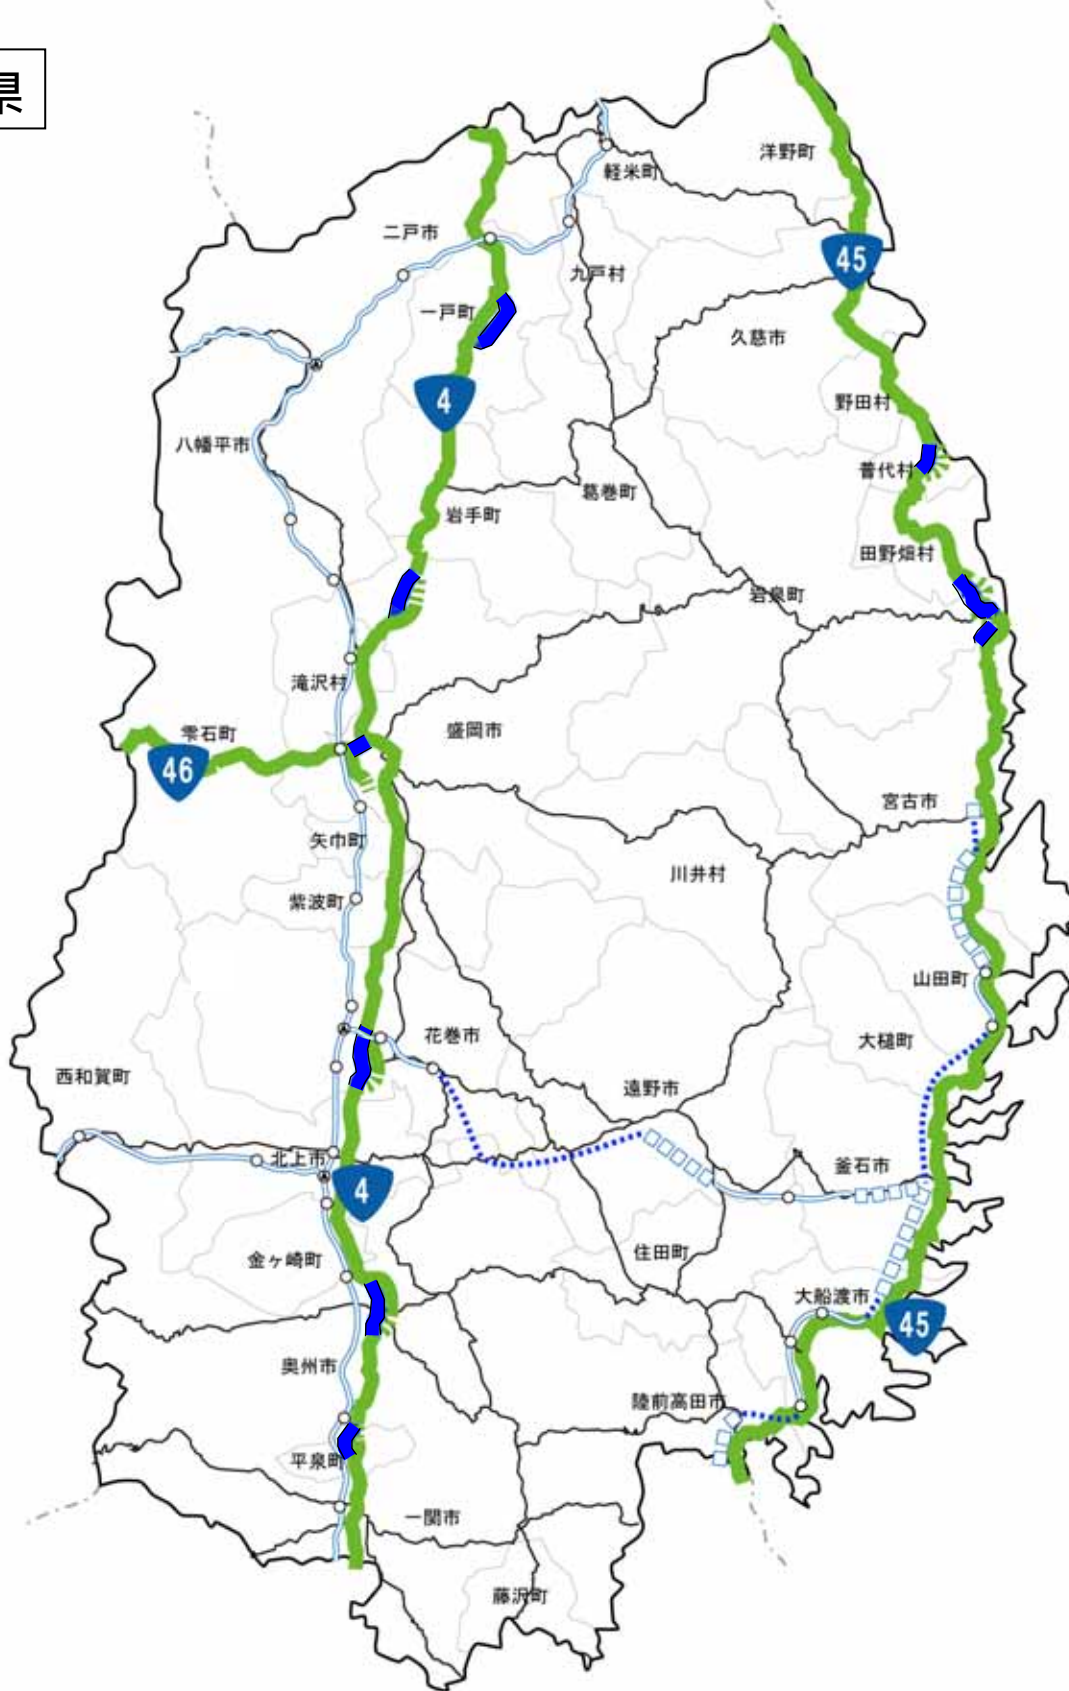 県
洋野町
軽米町
二戸市
45
九戸村
一戸町
久慈市
4
野田村
八幡平市
普代村
葛巻町
岩手町
田野畑村
岩泉町
滝沢村
盛岡市
雫石町
46
宮古市
矢巾町
川井村
紫波町
山田町
花巻市
大槌町
西和賀町
遠野市
北上市
釜石市
4
住田町
金ヶ崎町
大船渡市
45
奥州市
陸前高田市
平泉町
一関市
藤沢町